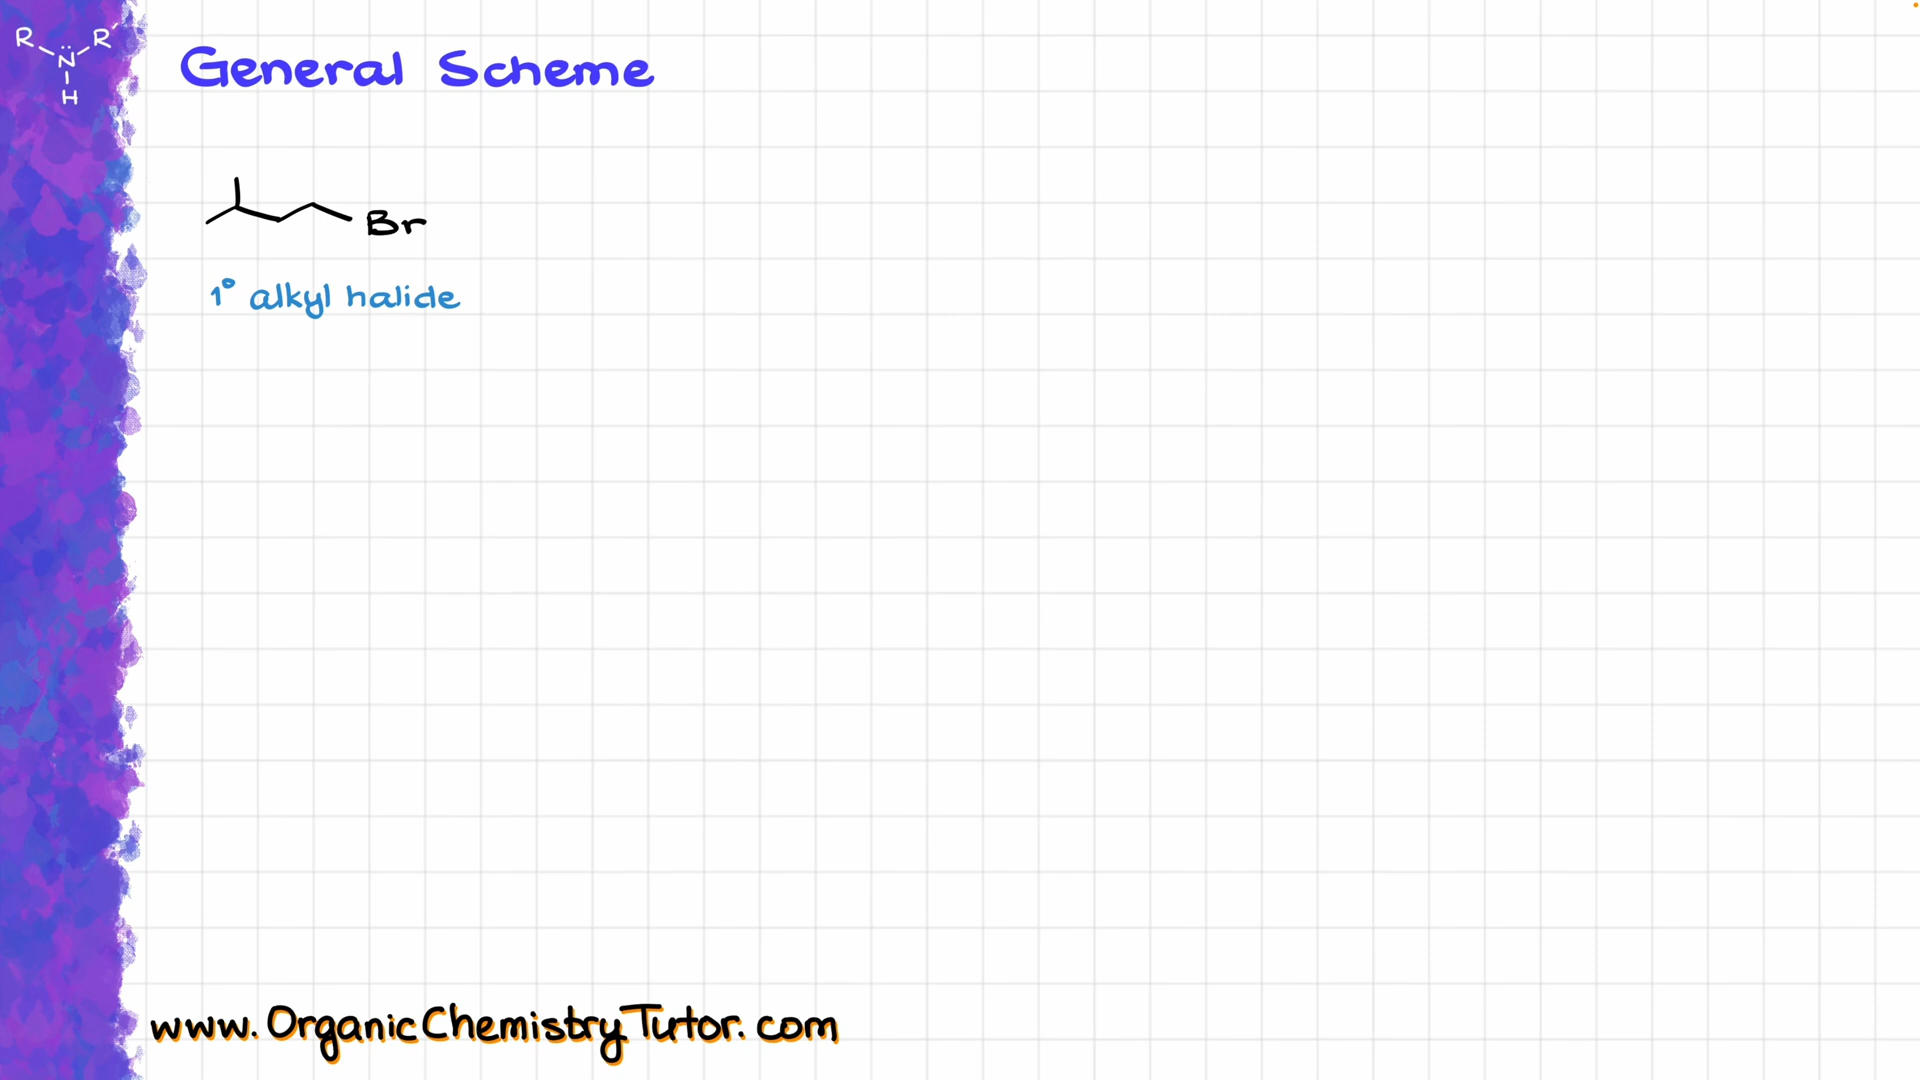 R R'
N̈
H
General Scheme
Br
1° alkyl halide
www.OrganicChemistryTutor.com